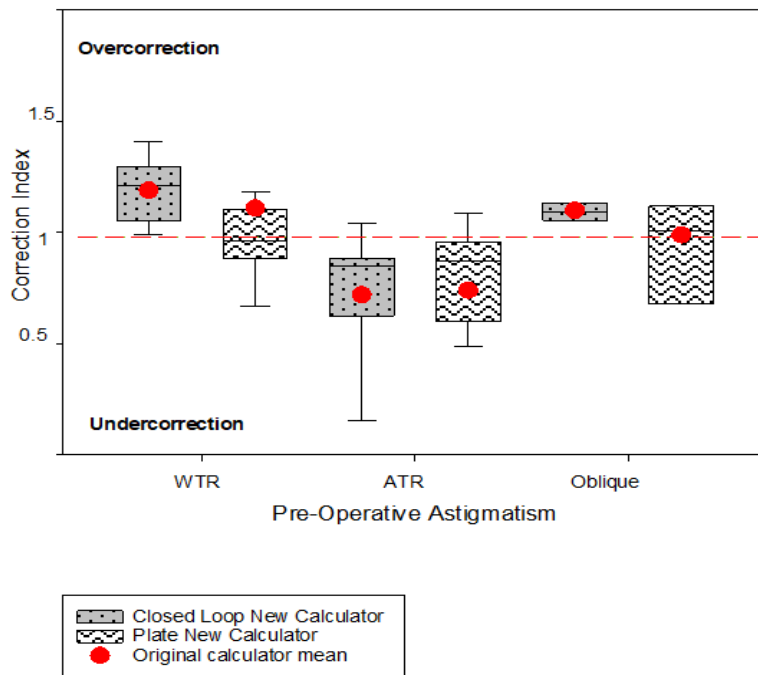 Overcorrection
1.5
1
0.5
Correction Index
Undercorrection
WTR ATR Oblique
Pre-Operative Astigmatism
Closed Loop New Calculator
Plate New Calculator
Original calculator mean